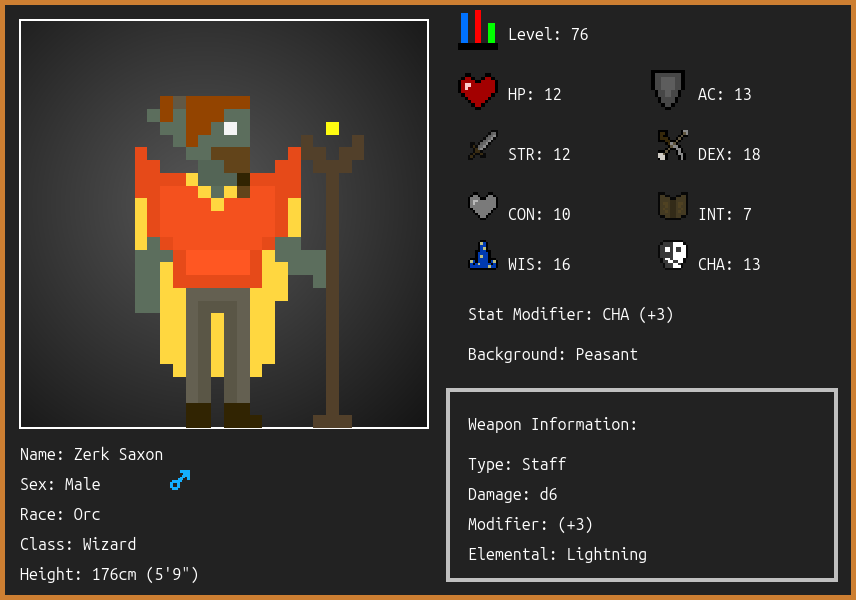 Level: 76
HP: 12
AC: 13
STR: 12
DEX: 18
CON: 10
INT: 7
WIS: 16
CHA: 13
Stat Modifier: CHA (+3)
Background: Peasant
Weapon Information:
Type: Staff
Damage: d6
Modifier: (+3)
Elemental: Lightning
Name: Zerk Saxon
Sex: Male
Race: Orc
Class: Wizard
Height: 176cm (5'9")